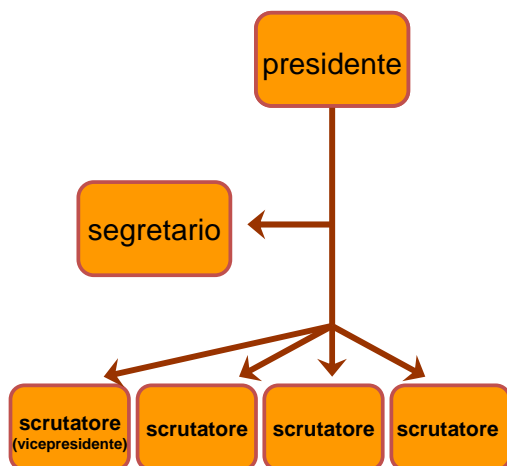 presidente
segretario
scrutatore
(vicepresidente)
scrutatore
scrutatore
scrutatore